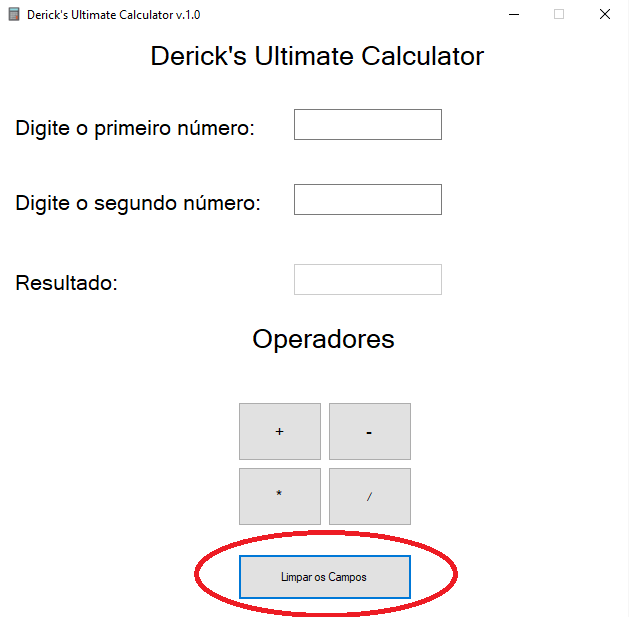 Derick's Ultimate Calculator v.1.0
Derick's Ultimate Calculator
Digite o primeiro número:
Digite o segundo número:
Resultado:
Operadores
+ -
* /
Limpar os Campos